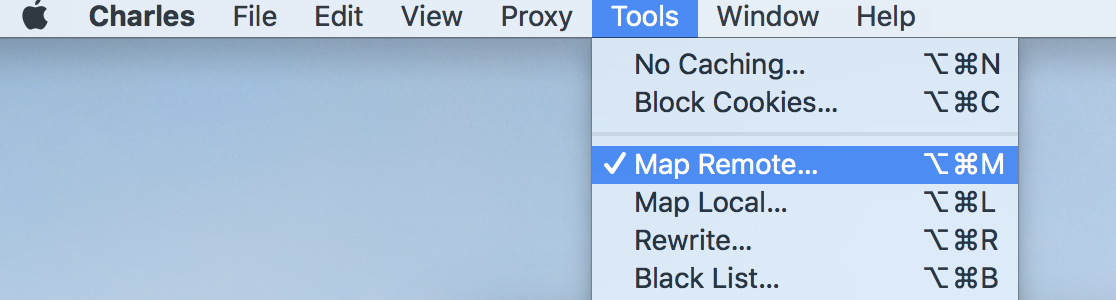 Charles File Edit View Proxy Tools Window Help
No Caching... ⌥⌘N
Block Cookies... ⌥⌘C
✓ Map Remote... ⌥⌘M
Map Local... ⌥⌘L
Rewrite... ⌥⌘R
Black List... ⌥⌘B